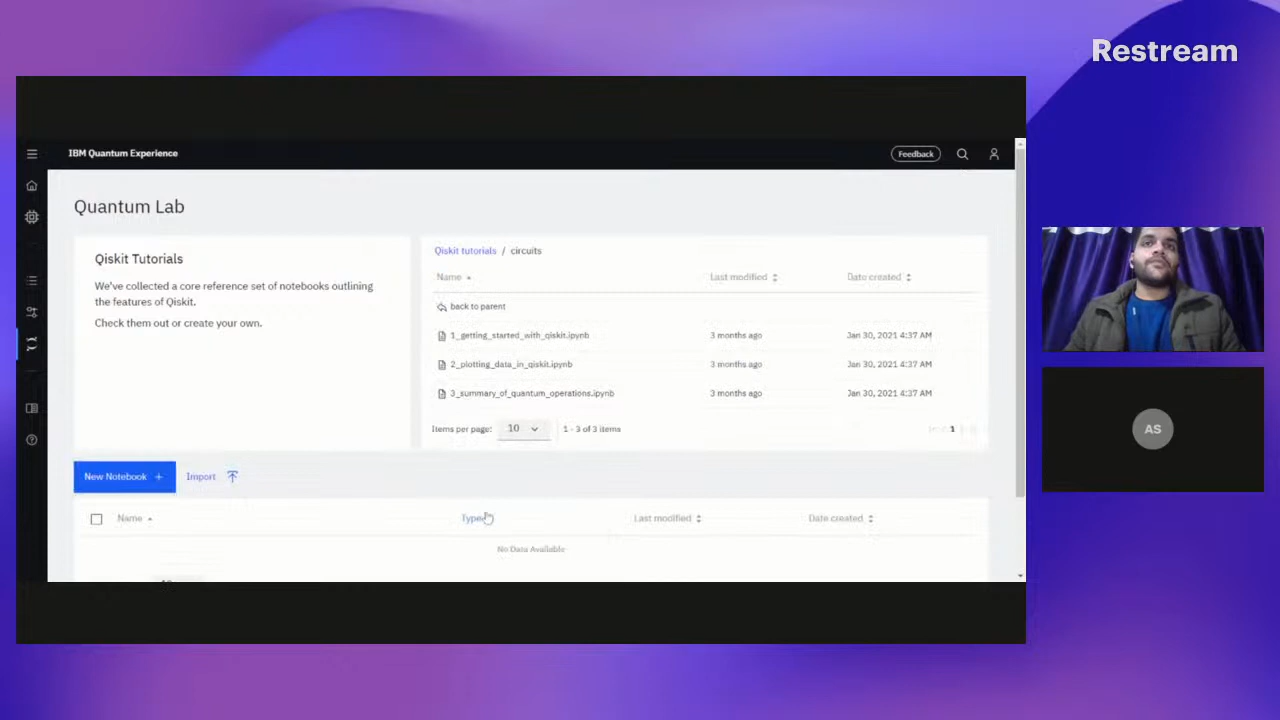 Restream
IBM Quantum Experience
Feedback
Quantum Lab
Qiskit Tutorials
We've collected a core reference set of notebooks outlining
the features of Qiskit.
Check them out or create your own.
Qiskit tutorials / circuits
Name Last modified Date created
back to parent
1_getting_started_with_qiskit.ipynb 3 months ago Jan 30, 2021 4:37 AM
2_plotting_data_in_qiskit.ipynb 3 months ago Jan 30, 2021 4:37 AM
3_summary_of_quantum_operations.ipynb 3 months ago Jan 30, 2021 4:37 AM
Items per page: 10 1 - 3 of 3 items 1
New Notebook + Import
Name Type Last modified Date created
No Data Available
AS